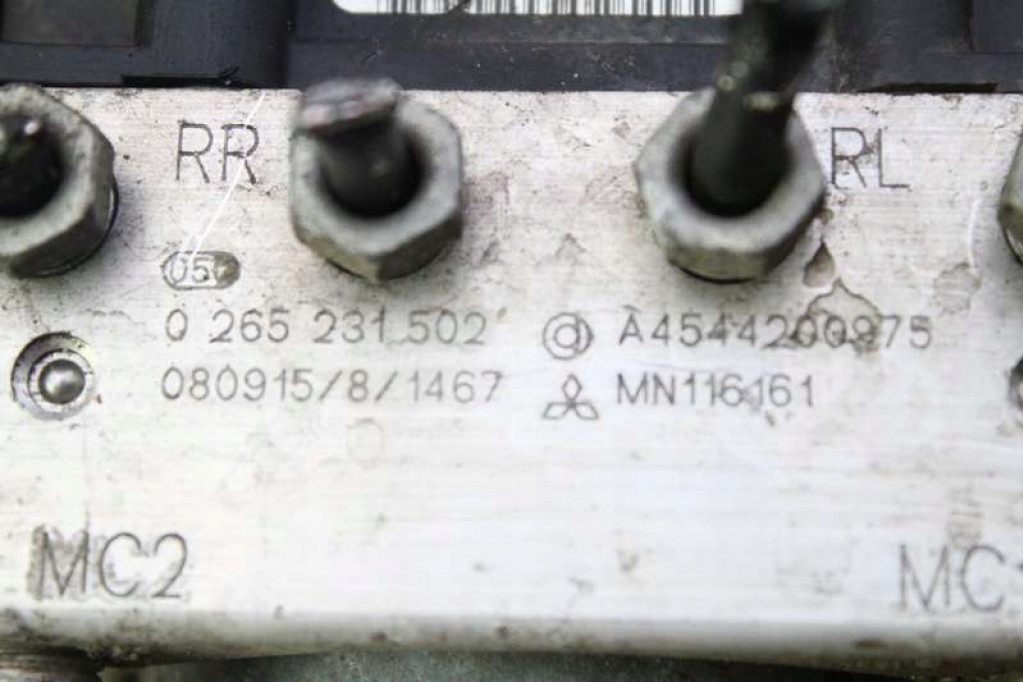 RR RL
05
0 265 231 502 A4544200975
080915/8/1467 MN116161
MC2 MC